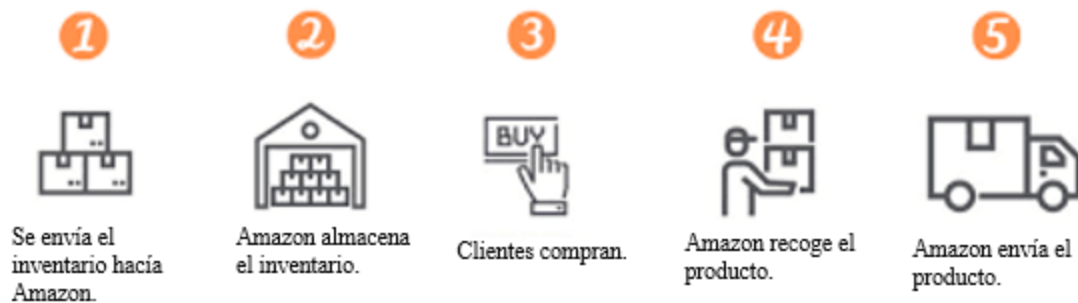 1
2
3
4
5
BUY
Se envía el
inventario hacía
Amazon.
Amazon almacena
el inventario.
Clientes compran.
Amazon recoge el
producto.
Amazon envía el
producto.